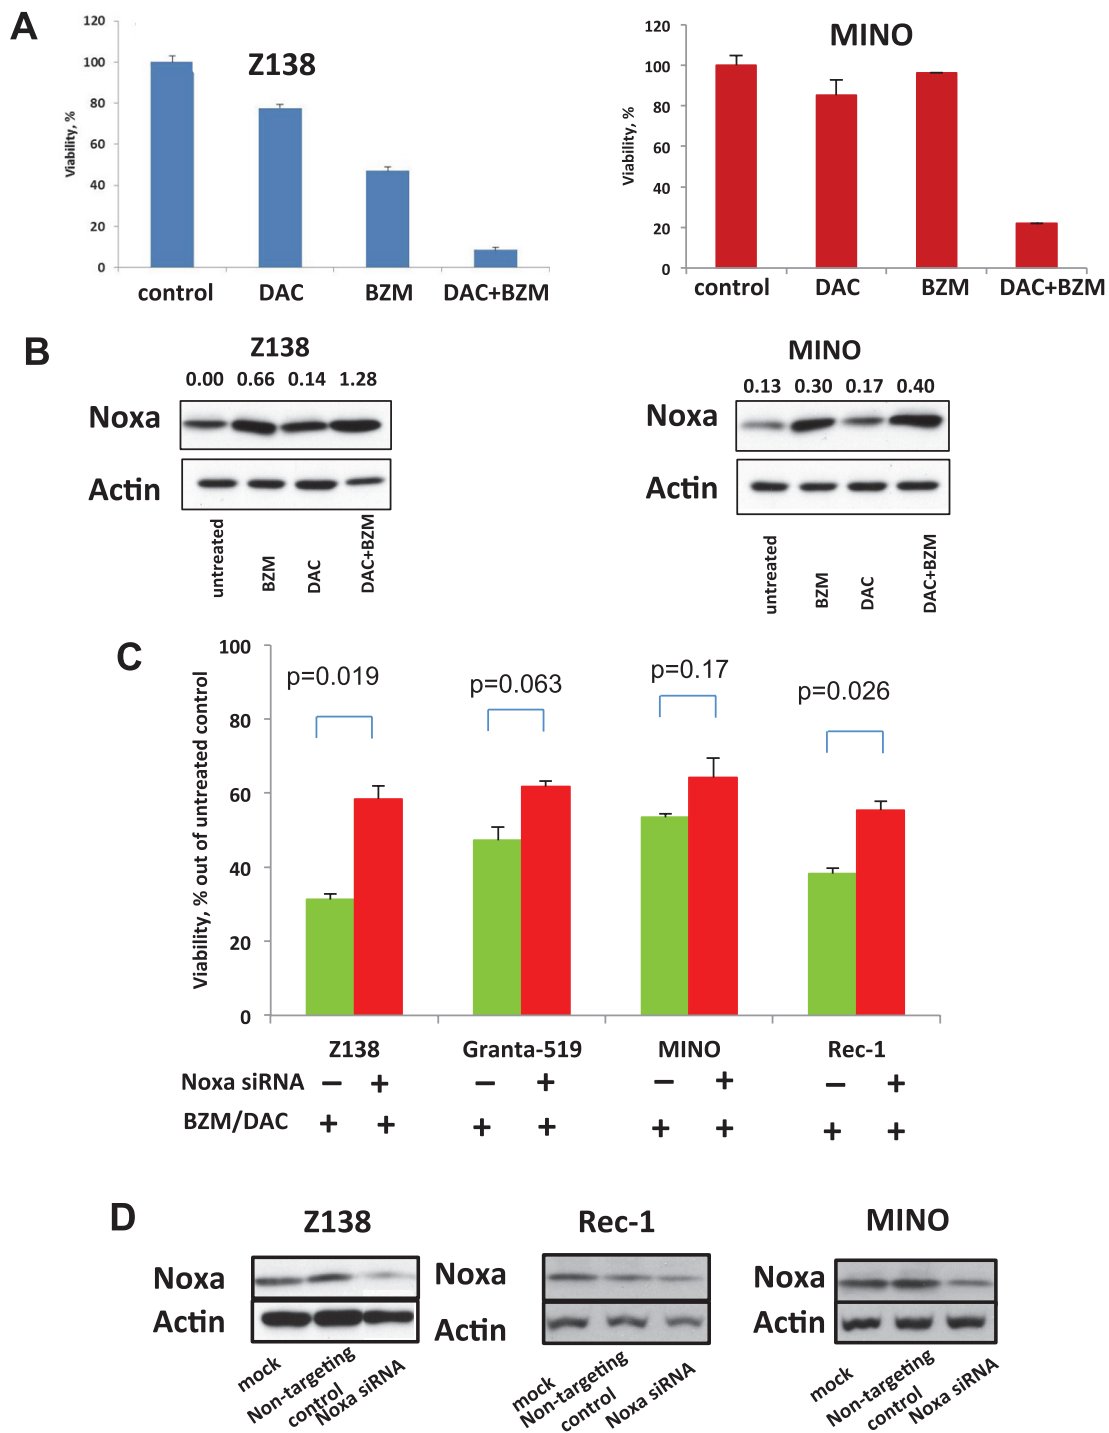 A
Z138
Viability, %
120
100
80
60
40
20
0
control DAC BZM DAC+BZM
MINO
Viability, %
120
100
80
60
40
20
0
control DAC BZM DAC+BZM
B
Z138
0.00 0.66 0.14 1.28
Noxa
Actin
untreated BZM DAC DAC+BZM
MINO
0.13 0.30 0.17 0.40
Noxa
Actin
untreated BZM DAC DAC+BZM
C
Viability, % out of untreated control
100
80
60
40
20
0
p=0.019 p=0.063 p=0.17 p=0.026
Z138 Granta-519 MINO Rec-1
Noxa siRNA − + − + − + − +
BZM/DAC + + + + + + + +
D
Z138
Noxa
Actin
mock
Non-targeting
control
Noxa siRNA
Rec-1
Noxa
Actin
mock
Non-targeting
control
Noxa siRNA
MINO
Noxa
Actin
mock
Non-targeting
control
Noxa siRNA